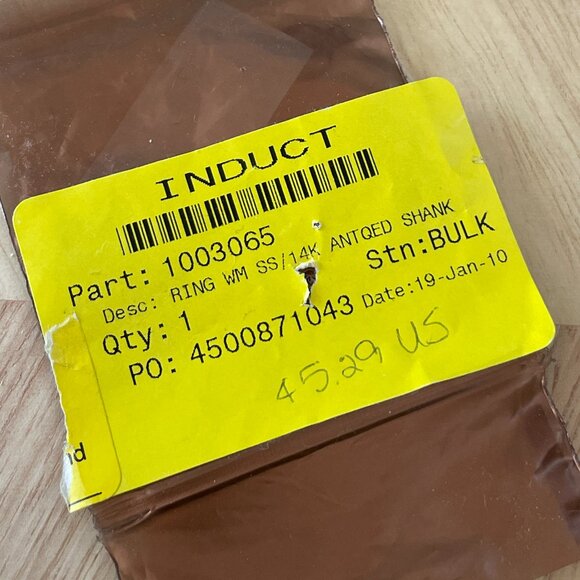 INDUCT
Part: 1003065
Desc: RING WM SS/14K ANTQED SHANK
Qty: 1 Stn:BULK
PO: 4500871043 Date:19-Jan-10
45.29 US
nd